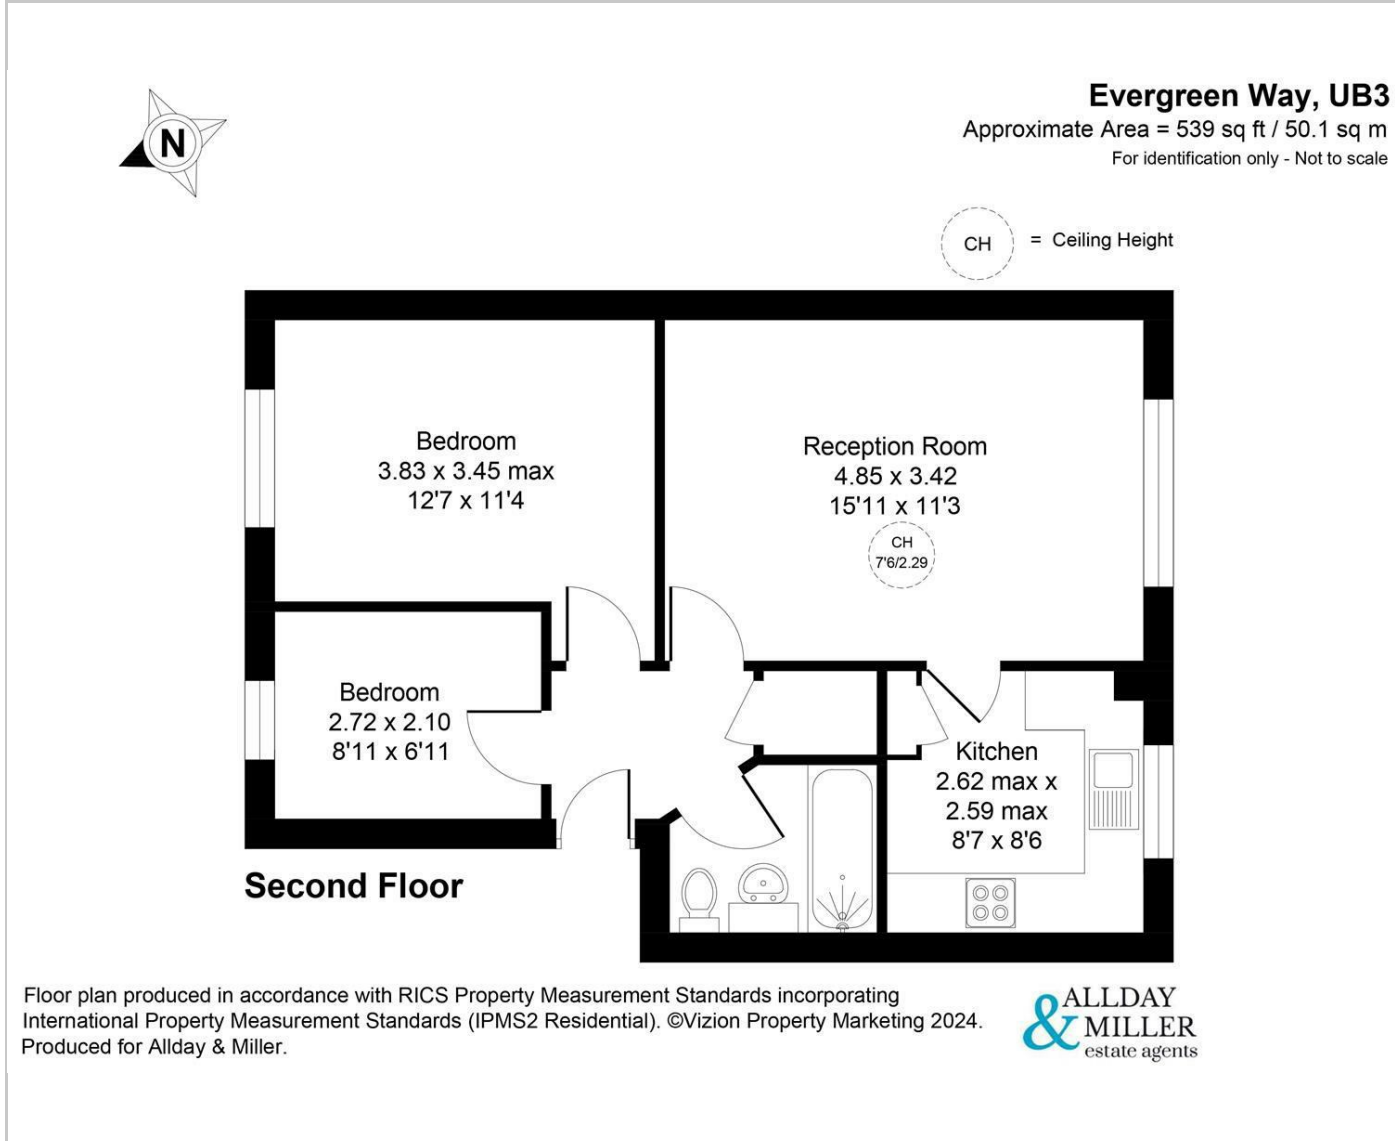 N
Evergreen Way, UB3
Approximate Area = 539 sq ft / 50.1 sq m
For identification only - Not to scale
CH = Ceiling Height
Bedroom
3.83 x 3.45 max
12'7 x 11'4
Reception Room
4.85 x 3.42
15'11 x 11'3
CH
7'6/2.29
Bedroom
2.72 x 2.10
8'11 x 6'11
Kitchen
2.62 max x
2.59 max
8'7 x 8'6
Second Floor
Floor plan produced in accordance with RICS Property Measurement Standards incorporating
International Property Measurement Standards (IPMS2 Residential). ©Vizion Property Marketing 2024.
Produced for Allday & Miller.
ALLDAY
& MILLER
estate agents